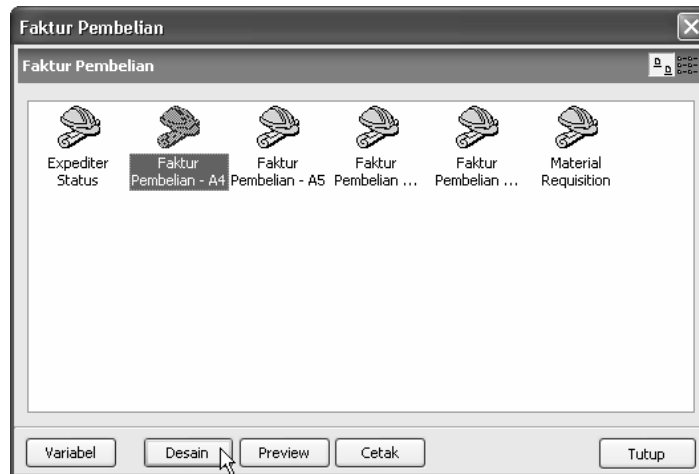 Faktur Pembelian
Faktur Pembelian
Expediter
Status
Faktur
Pembelian - A4
Faktur
Pembelian - A5
Faktur
Pembelian ...
Faktur
Pembelian ...
Material
Requisition
Variabel
Desain
Preview
Cetak
Tutup